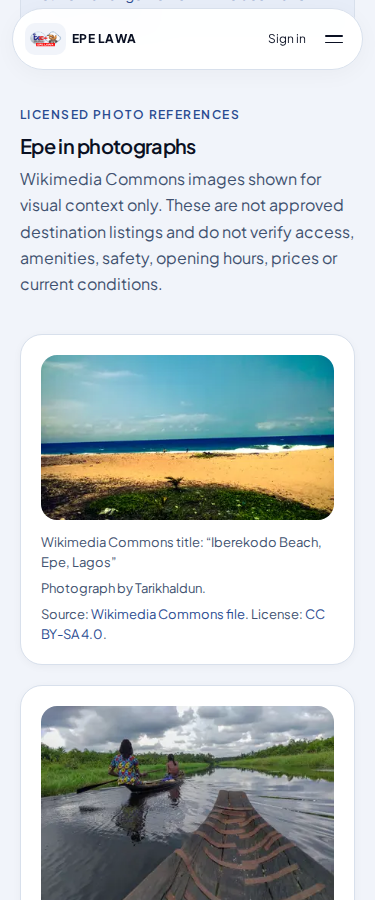 EPE LAWA
Sign in
LICENSED PHOTO REFERENCES
Epe in photographs
Wikimedia Commons images shown for
visual context only. These are not approved
destination listings and do not verify access,
amenities, safety, opening hours, prices or
current conditions.
Wikimedia Commons title: “Iberekodo Beach,
Epe, Lagos”
Photograph by Tarikhaldun.
Source: Wikimedia Commons file. License: CC
BY-SA 4.0.